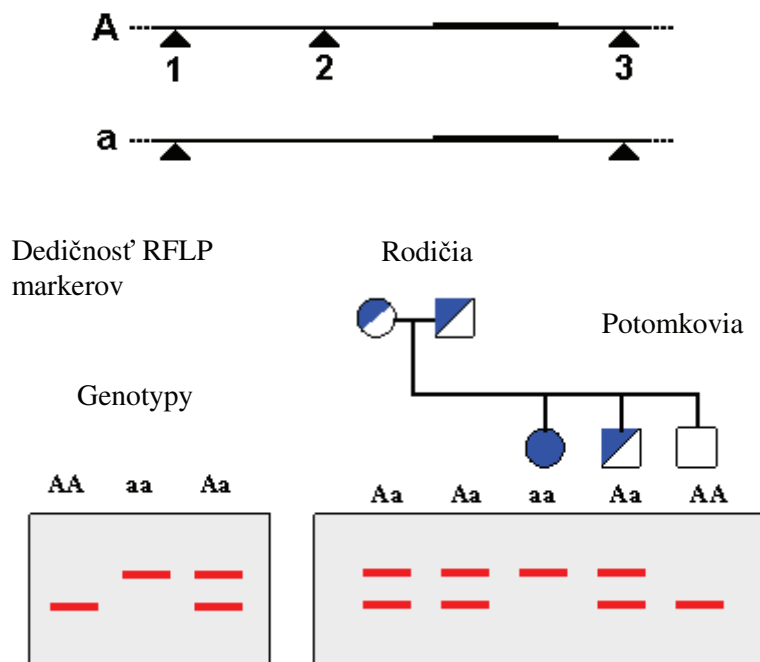 A
1 2 3
a
Dedičnosť RFLP
markerov
Rodičia
Potomkovia
Genotypy
AA aa Aa
Aa Aa aa Aa AA